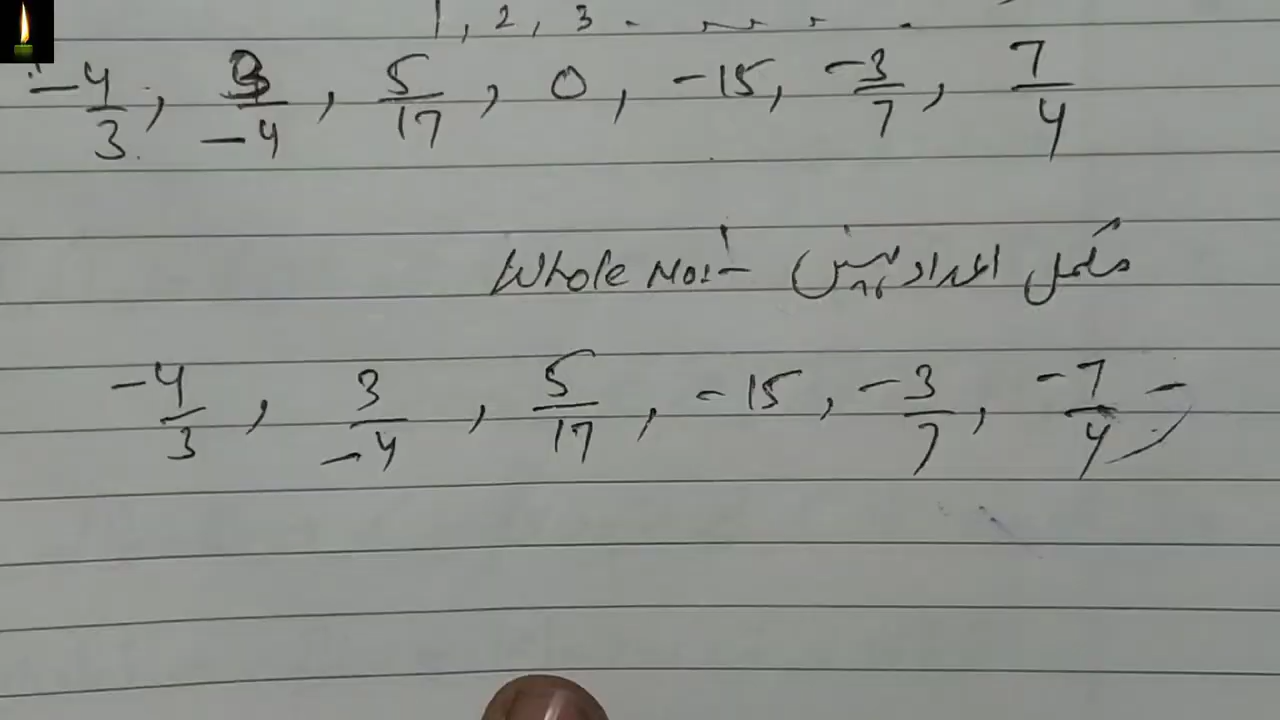 1, 2, 3 - - - - .
-4/3, 3/-4, 5/17, 0, -15, -3/7, 7/4
Whole No:- مکمل اعداد نہیں
-4/3, 3/-4, 5/17, -15, -3/7, -7/4 -